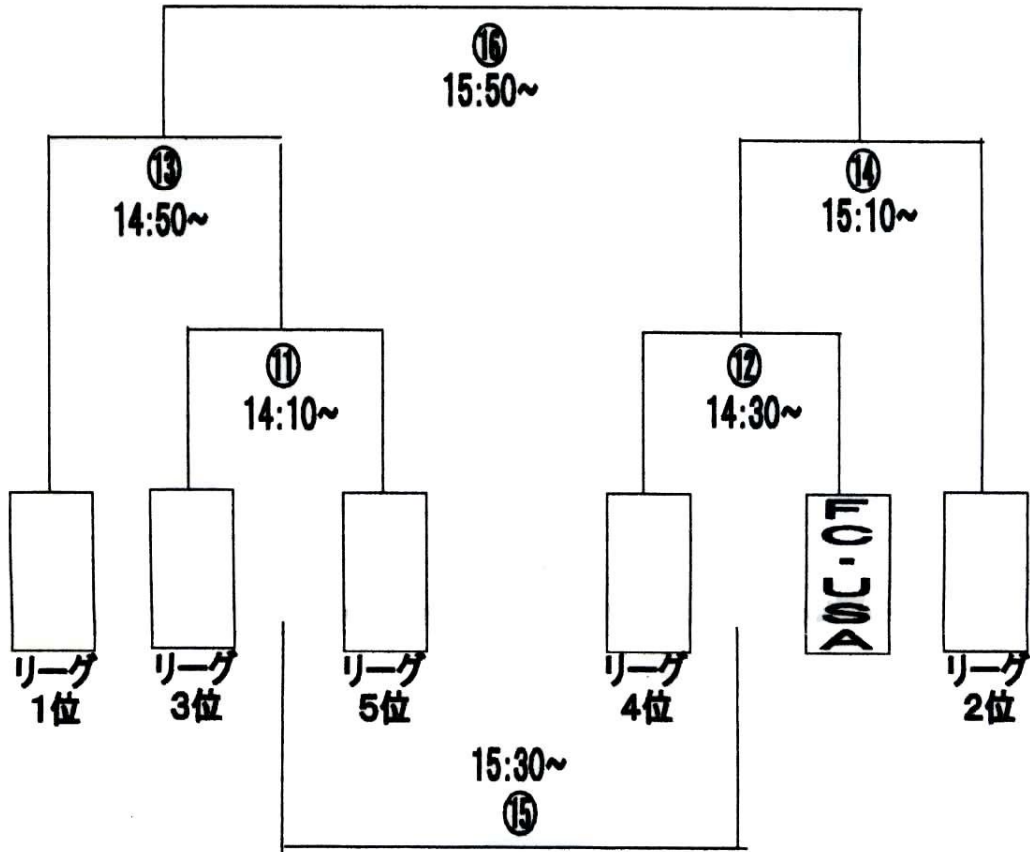 ⑯
15:50~
⑬
14:50~
⑭
15:10~
⑪
14:10~
⑫
14:30~
FC-USA
リーグ
1位
リーグ
3位
リーグ
5位
リーグ
4位
リーグ
2位
15:30~
⑮